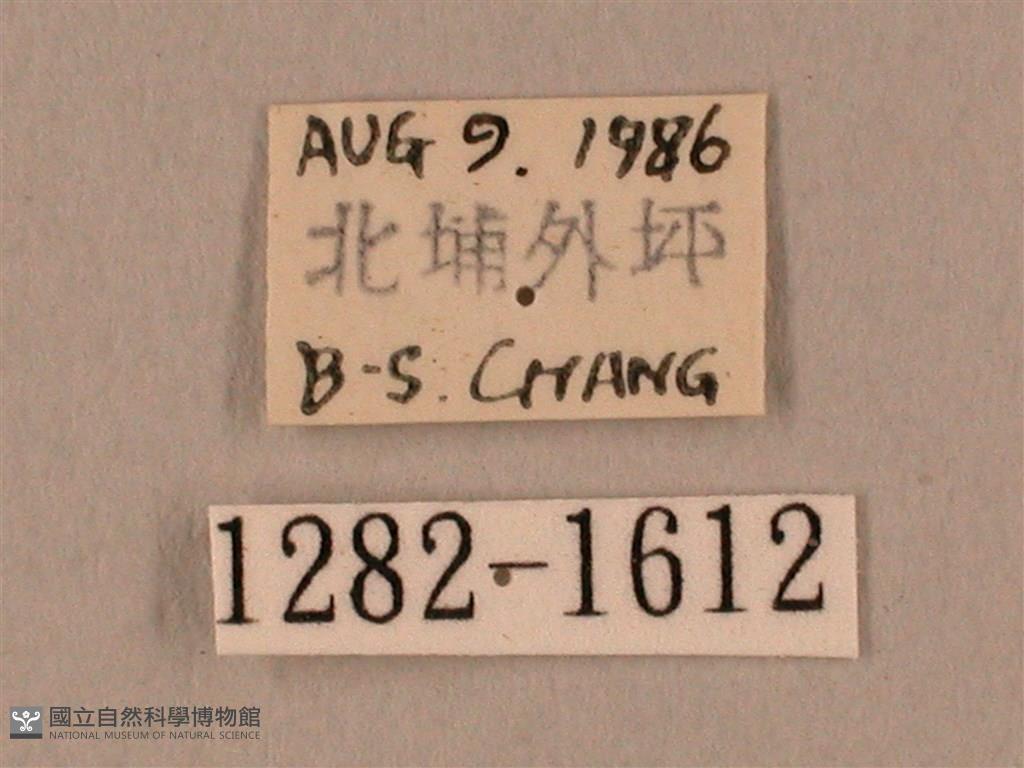 AUG 9. 1986
北埔外坪
B-S. CHANG
1282-1612
國立自然科學博物館
NATIONAL MUSEUM OF NATURAL SCIENCE